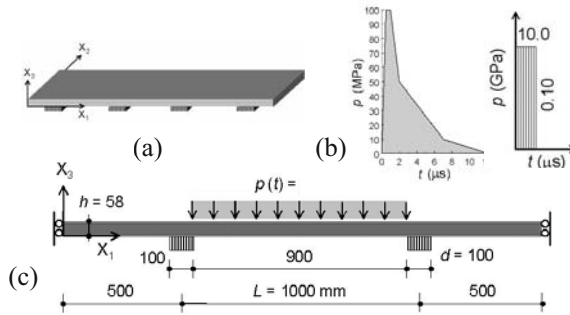 X₃
X₂
X₁
(a)
(b)
p (MPa)
100
90
80
70
60
50
40
30
20
10
0
0 2 4 6 8 10
t (μs)
p (GPa)
10.0
0.10
t (μs)
(c)
X₃
h = 58
X₁
p (t) =
100
900
d = 100
500
L = 1000 mm
500